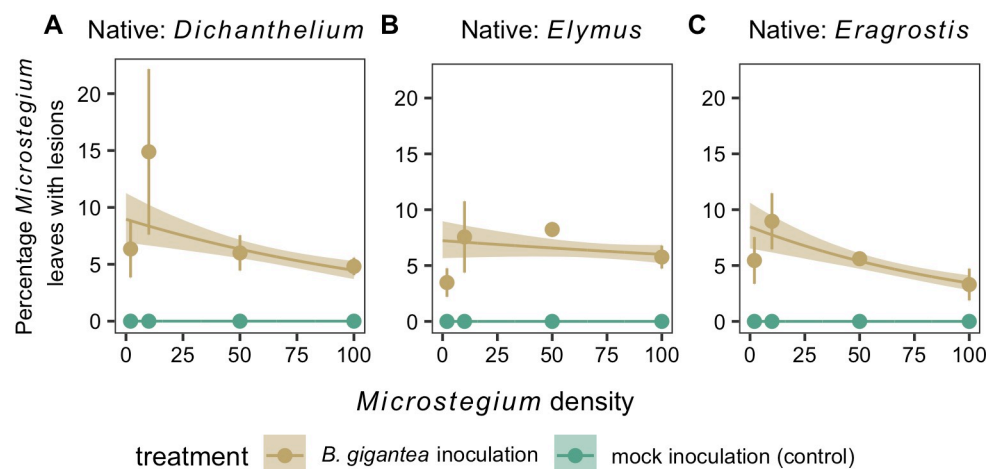 A Native: Dichanthelium
B Native: Elymus
C Native: Eragrostis
Percentage Microstegium
leaves with lesions
20
15
10
5
0
0 25 50 75 100
20
15
10
5
0
0 25 50 75 100
20
15
10
5
0
0 25 50 75 100
Microstegium density
treatment B. gigantea inoculation mock inoculation (control)